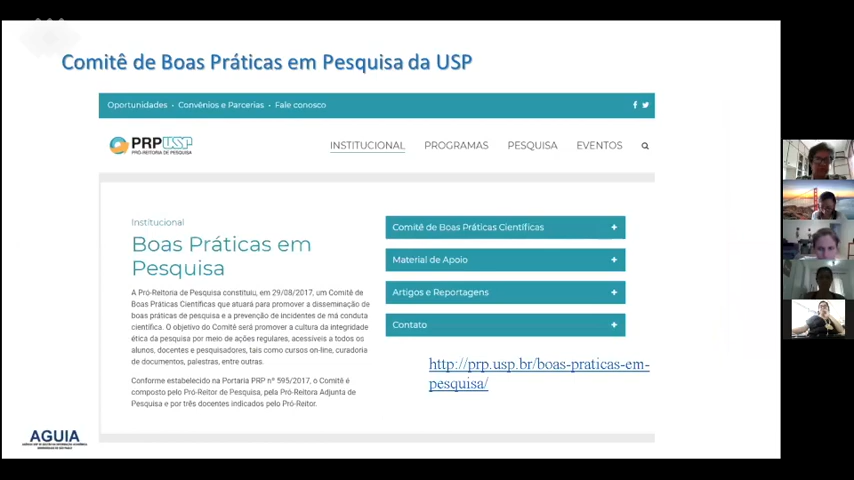 Comitê de Boas Práticas em Pesquisa da USP
Oportunidades • Convênios e Parcerias • Fale conosco
PRPUSP
PRÓ-REITORIA DE PESQUISA
INSTITUCIONAL PROGRAMAS PESQUISA EVENTOS
Institucional
Boas Práticas em
Pesquisa
A Pró-Reitoria de Pesquisa constituiu, em 29/08/2017, um Comitê de
Boas Práticas Científicas que atuará para promover a disseminação de
boas práticas de pesquisa e a prevenção de incidentes de má conduta
científica. O objetivo do Comitê será promover a cultura da integridade
ética da pesquisa por meio de ações regulares, acessíveis a todos os
alunos, docentes e pesquisadores, tais como cursos on-line, curadoria
de documentos, palestras, entre outras.
Conforme estabelecido na Portaria PRP nº 595/2017, o Comitê é
composto pelo Pró-Reitor de Pesquisa, pela Pró-Reitora Adjunta de
Pesquisa e por três docentes indicados pelo Pró-Reitor.
Comitê de Boas Práticas Científicas +
Material de Apoio +
Artigos e Reportagens +
Contato +
http://prp.usp.br/boas-praticas-em-
pesquisa/
AGUIA